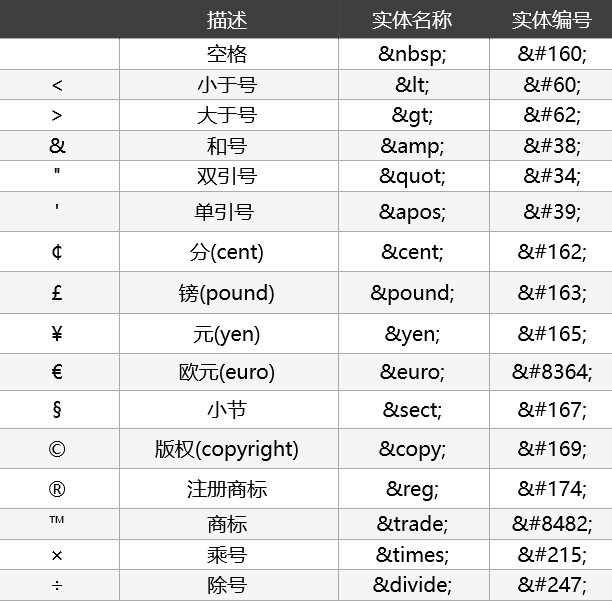 描述 实体名称 实体编号
空格 &nbsp; &#160;
< 小于号 &lt; &#60;
> 大于号 &gt; &#62;
& 和号 &amp; &#38;
" 双引号 &quot; &#34;
' 单引号 &apos; &#39;
¢ 分(cent) &cent; &#162;
£ 镑(pound) &pound; &#163;
¥ 元(yen) &yen; &#165;
€ 欧元(euro) &euro; &#8364;
§ 小节 &sect; &#167;
© 版权(copyright) &copy; &#169;
® 注册商标 &reg; &#174;
™ 商标 &trade; &#8482;
× 乘号 &times; &#215;
÷ 除号 &divide; &#247;